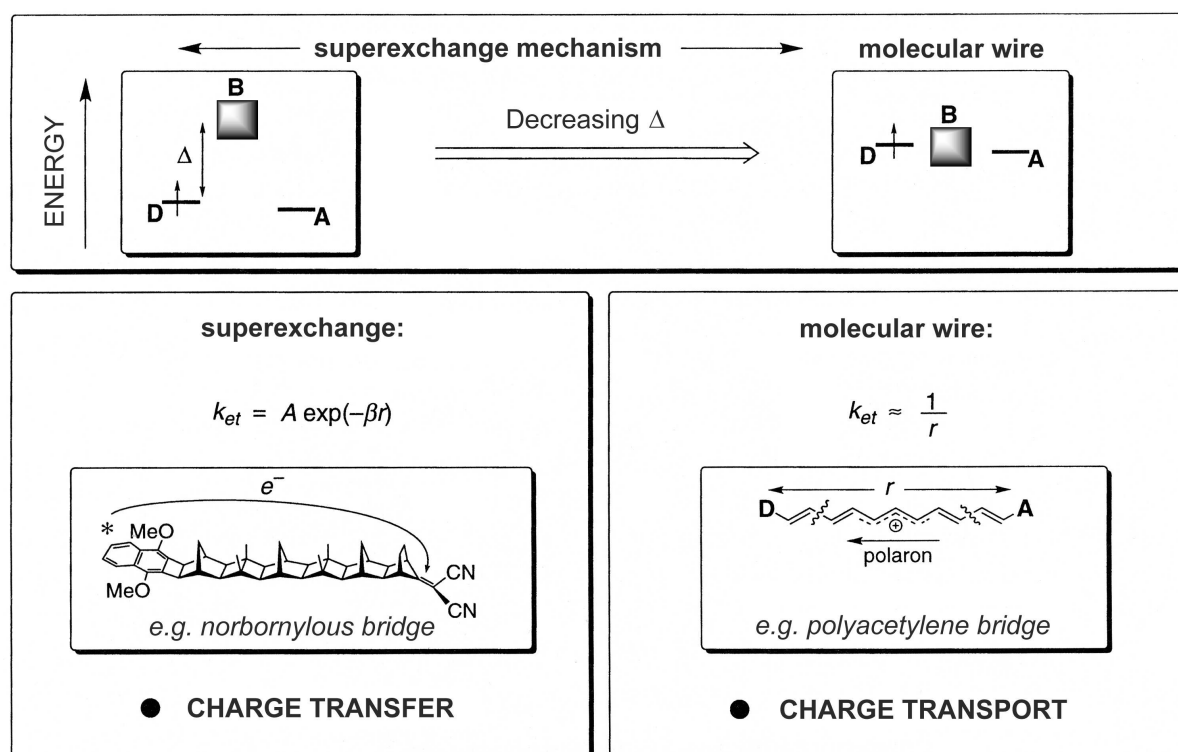 superexchange mechanism
molecular wire
ENERGY
B
Δ
D
A
Decreasing Δ
B
D
A
superexchange:
k_et = A exp(−βr)
e⁻
*
MeO
MeO
CN
CN
e.g. norbornylous bridge
● CHARGE TRANSFER
molecular wire:
k_et ≈ 1/r
r
D
A
⊕
polaron
e.g. polyacetylene bridge
● CHARGE TRANSPORT